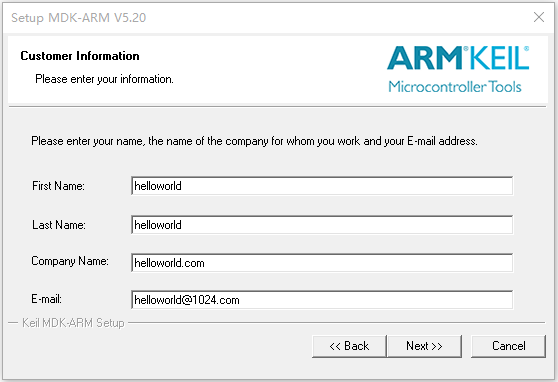 Setup MDK-ARM V5.20
Customer Information
Please enter your information.
ARM®KEIL®
Microcontroller Tools
Please enter your name, the name of the company for whom you work and your E-mail address.
First Name: helloworld
Last Name: helloworld
Company Name: helloworld.com
E-mail: helloworld@1024.com
Keil MDK-ARM Setup
<< Back Next >> Cancel